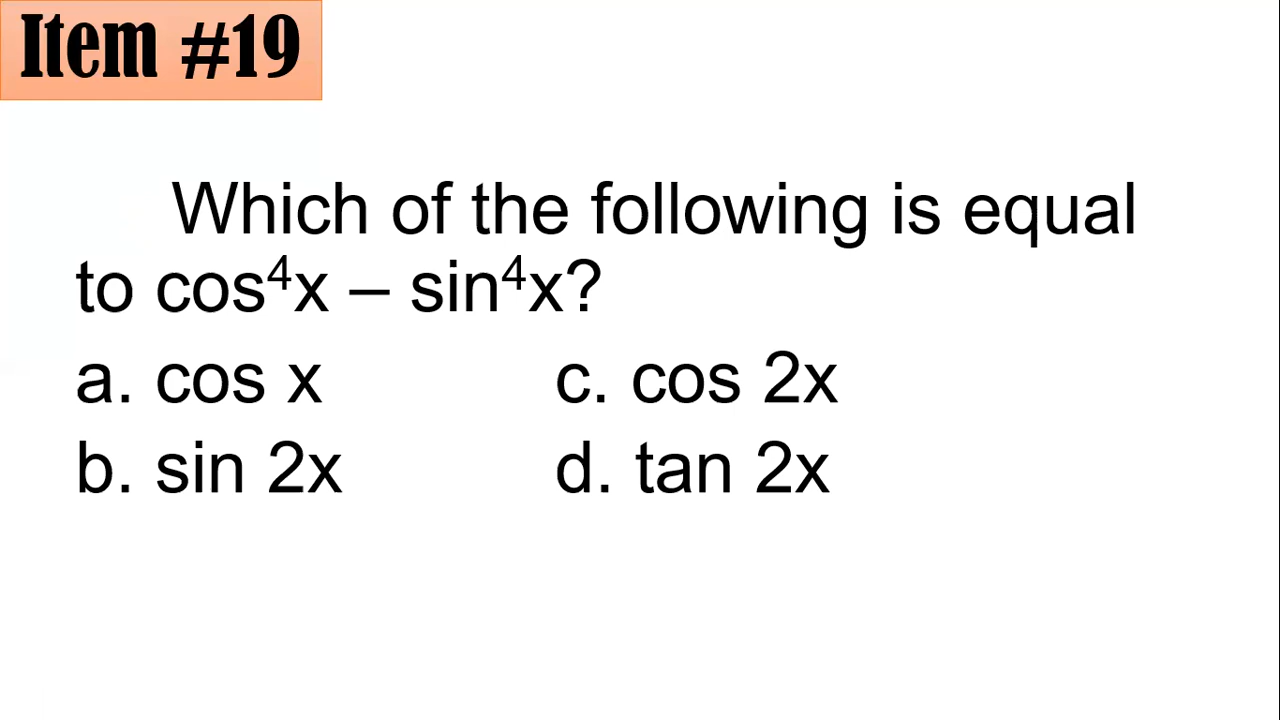 Item #19
Which of the following is equal
to cos⁴x – sin⁴x?
a. cos x c. cos 2x
b. sin 2x d. tan 2x